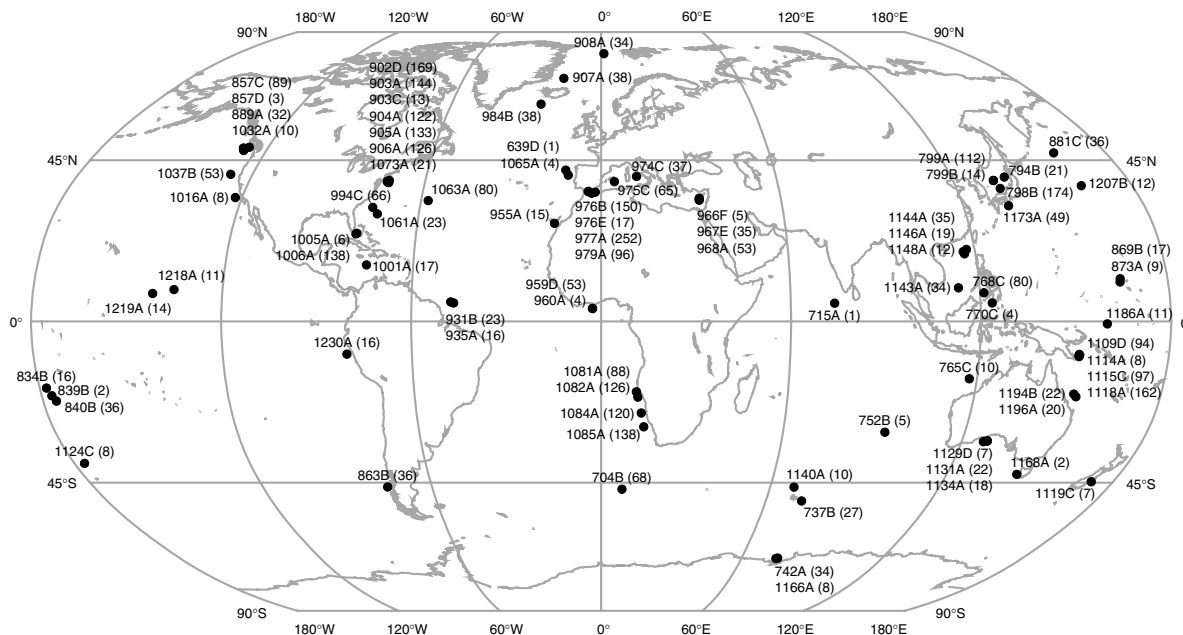 180°W 120°W 60°W 0° 60°E 120°E 180°E
90°N
908A (34)
902D (169)
857C (89)
903A (144)
907A (38)
857D (3)
903C (13)
889A (32)
904A (122)
984B (38)
1032A (10)
905A (133)
639D (1)
881C (36)
906A (126)
1065A (4)
974C (37)
799A (112)
45°N
1073A (21)
45°N
1037B (53)
799B (14)
794B (21)
1016A (8)
994C (66)
1063A (80)
975C (65)
798B (174)
1207B (12)
1061A (23)
955A (15)
976B (150)
966F (5)
1144A (35)
1173A (49)
1005A (6)
976E (17)
967E (35)
1146A (19)
1006A (138)
977A (252)
968A (53)
1148A (12)
869B (17)
979A (96)
873A (9)
1001A (17)
1218A (11)
959D (53)
1143A (34)
768C (80)
1219A (14)
960A (4)
715A (1)
770C (4)
1186A (11)
0°
931B (23)
935A (16)
1230A (16)
1109D (94)
1114A (8)
834B (16)
1081A (88)
765C (10)
1115C (97)
839B (2)
1082A (126)
1194B (22)
1118A (162)
840B (36)
1196A (20)
1084A (120)
752B (5)
1085A (138)
1124C (8)
1129D (7)
863B (36)
704B (68)
1140A (10)
1131A (22)
1168A (2)
45°S
1134A (18)
1119C (7)
45°S
737B (27)
742A (34)
1166A (8)
90°S
90°S
180°W 120°W 60°W 0° 60°E 120°E 180°E